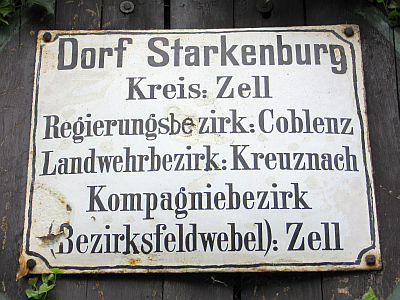 Dorf Starkenburg
Kreis: Zell
Regierungsbezirk: Coblenz
Landwehrbezirk: Kreuznach
Kompagniebezirk
(Bezirksfeldwebel): Zell